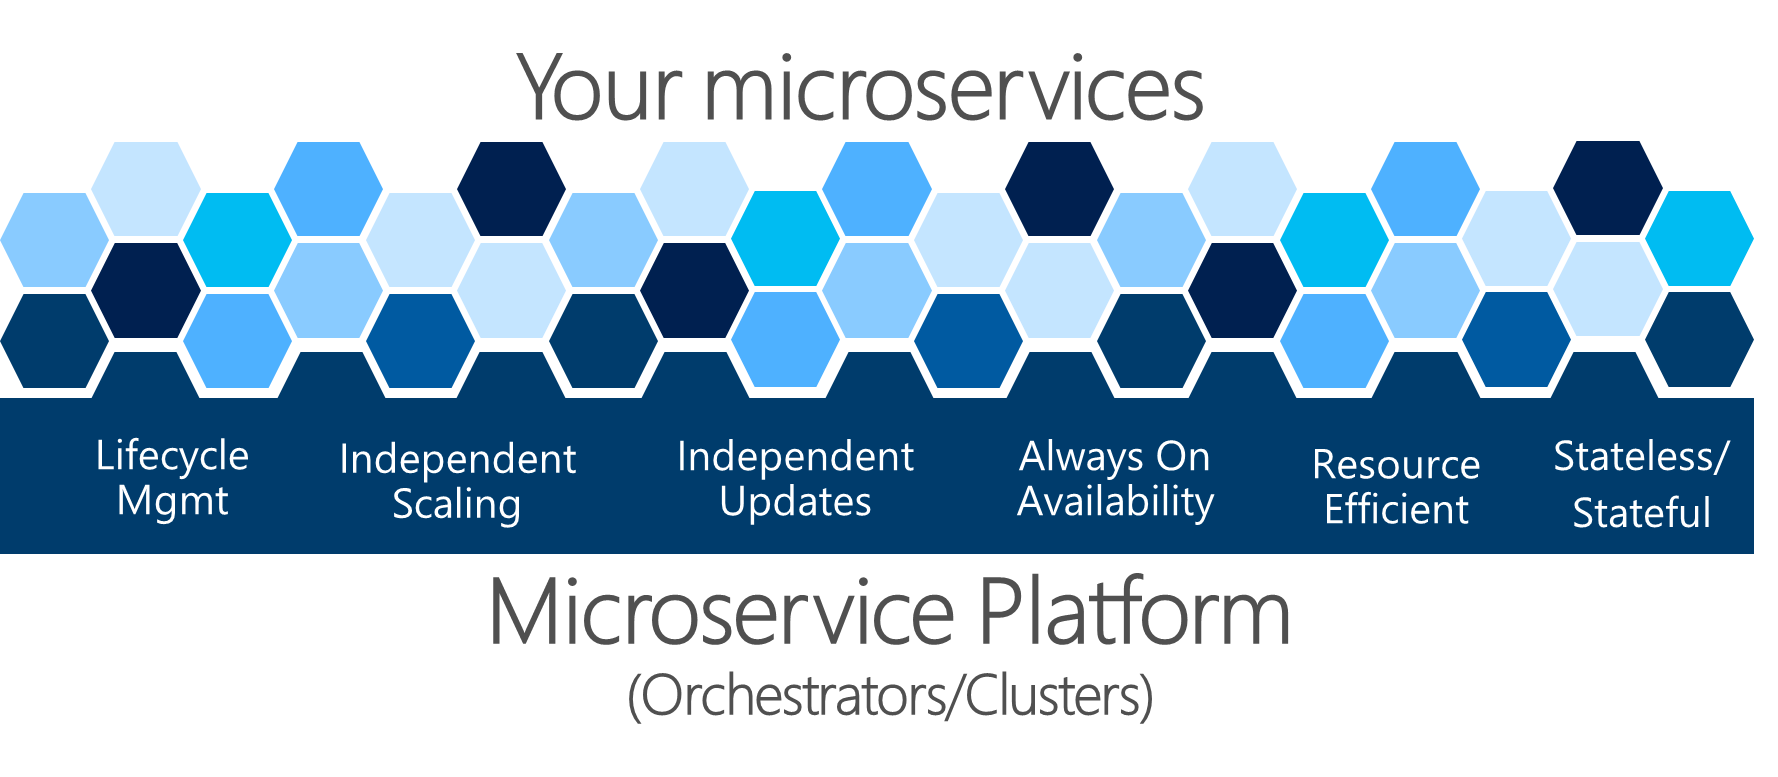 Your microservices
Lifecycle
Mgmt
Independent
Scaling
Independent
Updates
Always On
Availability
Resource
Efficient
Stateless/
Stateful
Microservice Platform
(Orchestrators/Clusters)